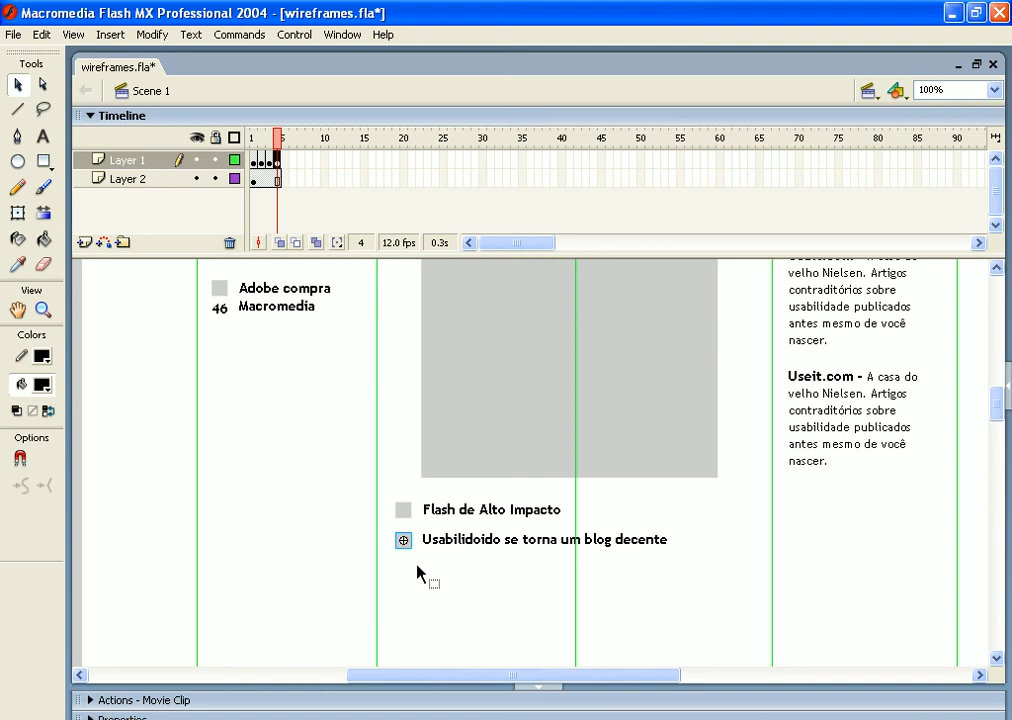 Macromedia Flash MX Professional 2004 - [wireframes.fla*]
File Edit View Insert Modify Text Commands Control Window Help
Tools
wireframes.fla*
Scene 1
100%
Timeline
1 5 10 15 20 25 30 35 40 45 50 55 60 65 70 75 80 85 90
Layer 1
Layer 2
4 12.0 fps 0.3s
View
Colors
Options
Adobe compra
46 Macromedia
A casa do
velho Nielsen. Artigos
contraditórios sobre
usabilidade publicados
antes mesmo de você
nascer.
Useit.com - A casa do
velho Nielsen. Artigos
contraditórios sobre
usabilidade publicados
antes mesmo de você
nascer.
Flash de Alto Impacto
Usabilidoido se torna um blog decente
Actions - Movie Clip
Properties